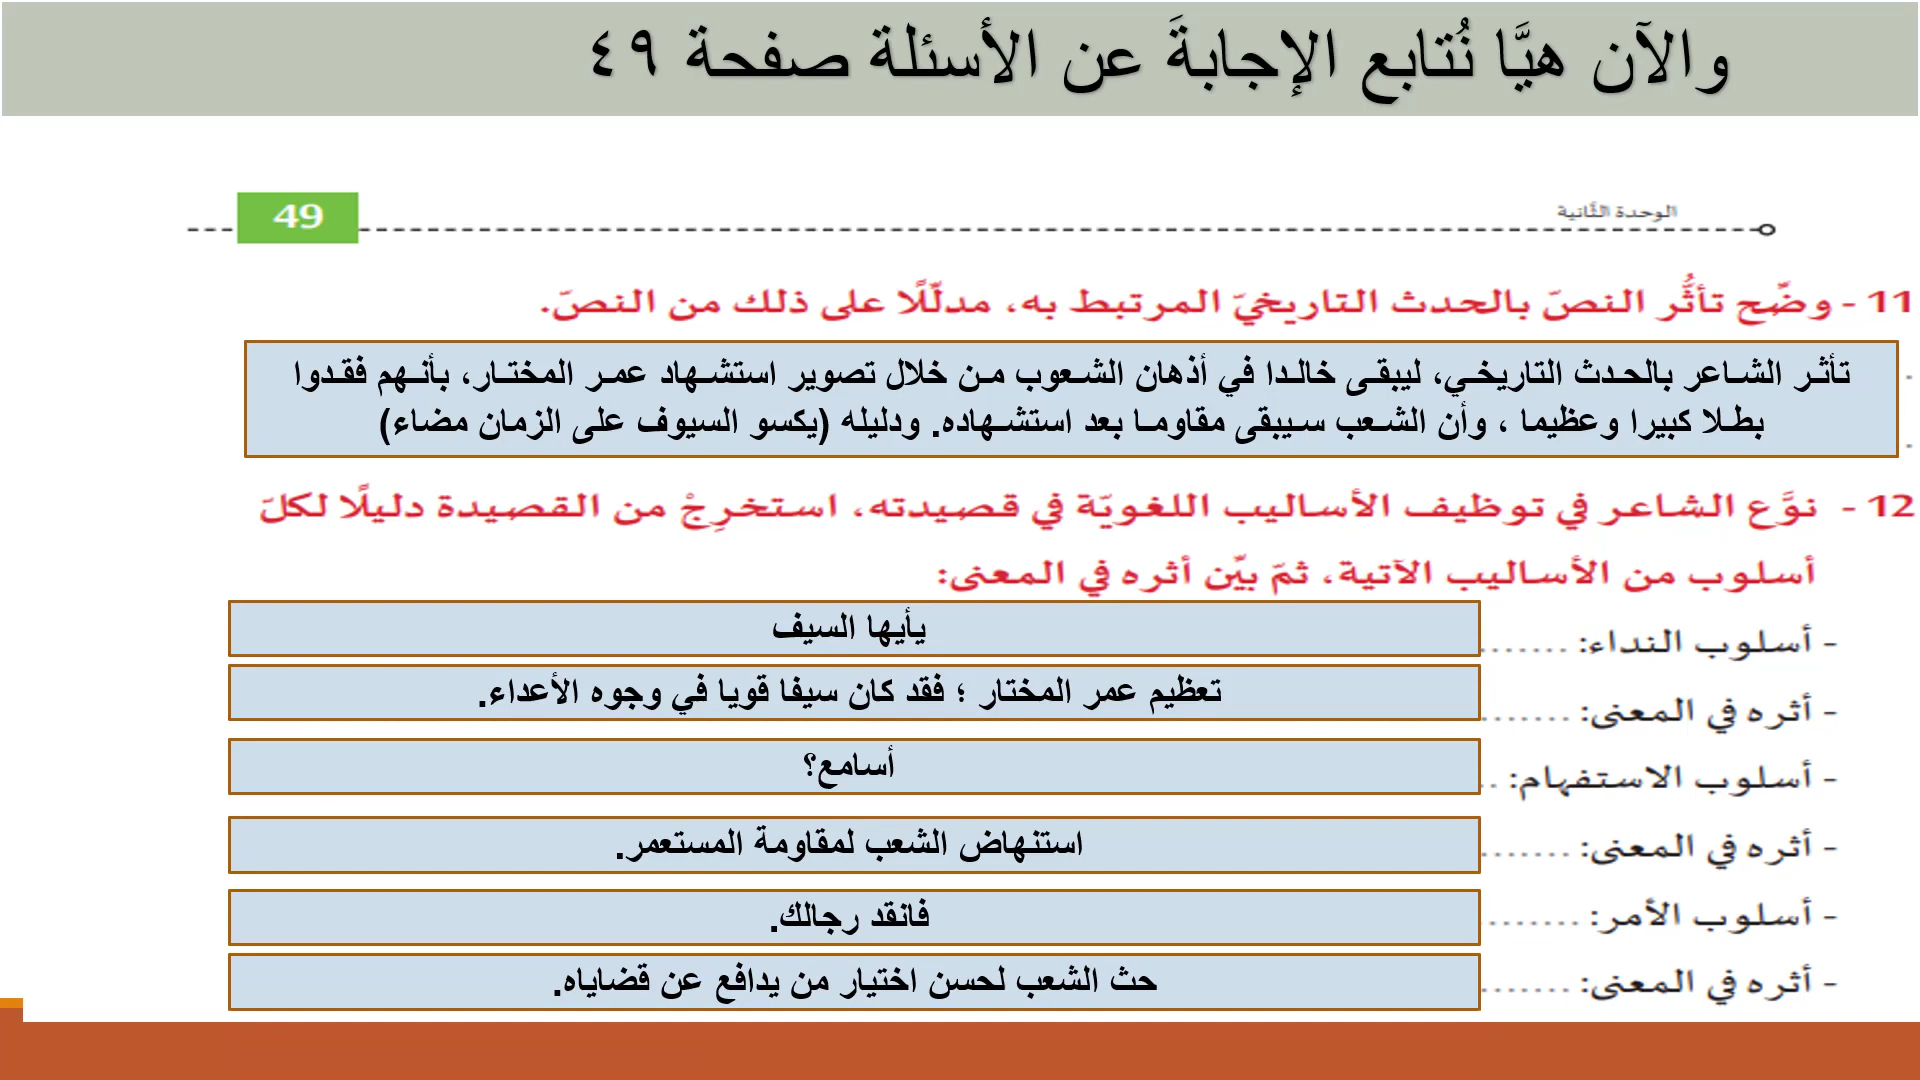 والآن هيَّا نُتابع الإجابةَ عن الأسئلة صفحة ٤٩
49
الوحدة الثَّانية
11 - وضِّح تأثُّر النصّ بالحدث التاريخيّ المرتبط به، مدلّلًا على ذلك من النصّ.
تأثر الشاعر بالحدث التاريخي، ليبقى خالدا في أذهان الشعوب من خلال تصوير استشهاد عمر المختار، بأنهم فقدوا
بطلا كبيرا وعظيما ، وأن الشعب سيبقى مقاوما بعد استشهاده. ودليله (يكسو السيوف على الزمان مضاء)
12 - نوَّع الشاعر في توظيف الأساليب اللغويّة في قصيدته، استخرِجْ من القصيدة دليلًا لكلّ
أسلوب من الأساليب الآتية، ثمّ بيّن أثره في المعنى:
- أسلوب النداء: ....... يأيها السيف
- أثره في المعنى: ....... تعظيم عمر المختار ؛ فقد كان سيفا قويا في وجوه الأعداء.
- أسلوب الاستفهام: .. أسامع؟
- أثره في المعنى: ....... استنهاض الشعب لمقاومة المستعمر.
- أسلوب الأمر: ....... فانقد رجالك.
- أثره في المعنى: ....... حث الشعب لحسن اختيار من يدافع عن قضاياه.